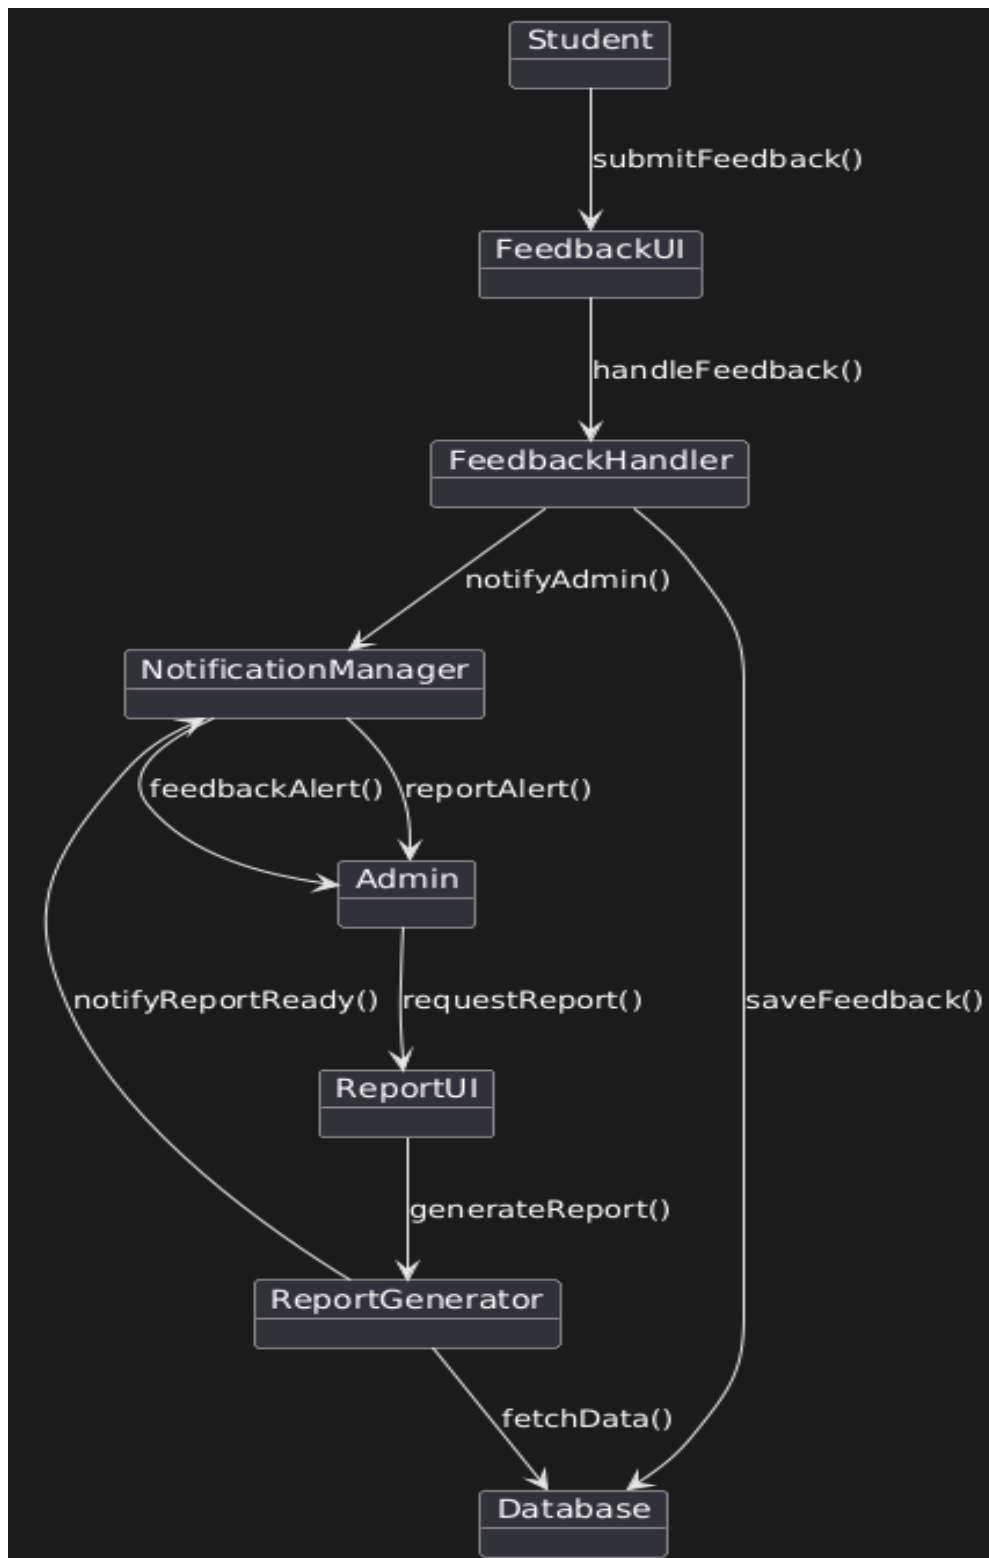 Student
submitFeedback()
FeedbackUI
handleFeedback()
FeedbackHandler
notifyAdmin()
NotificationManager
feedbackAlert()
reportAlert()
Admin
notifyReportReady()
requestReport()
saveFeedback()
ReportUI
generateReport()
ReportGenerator
fetchData()
Database